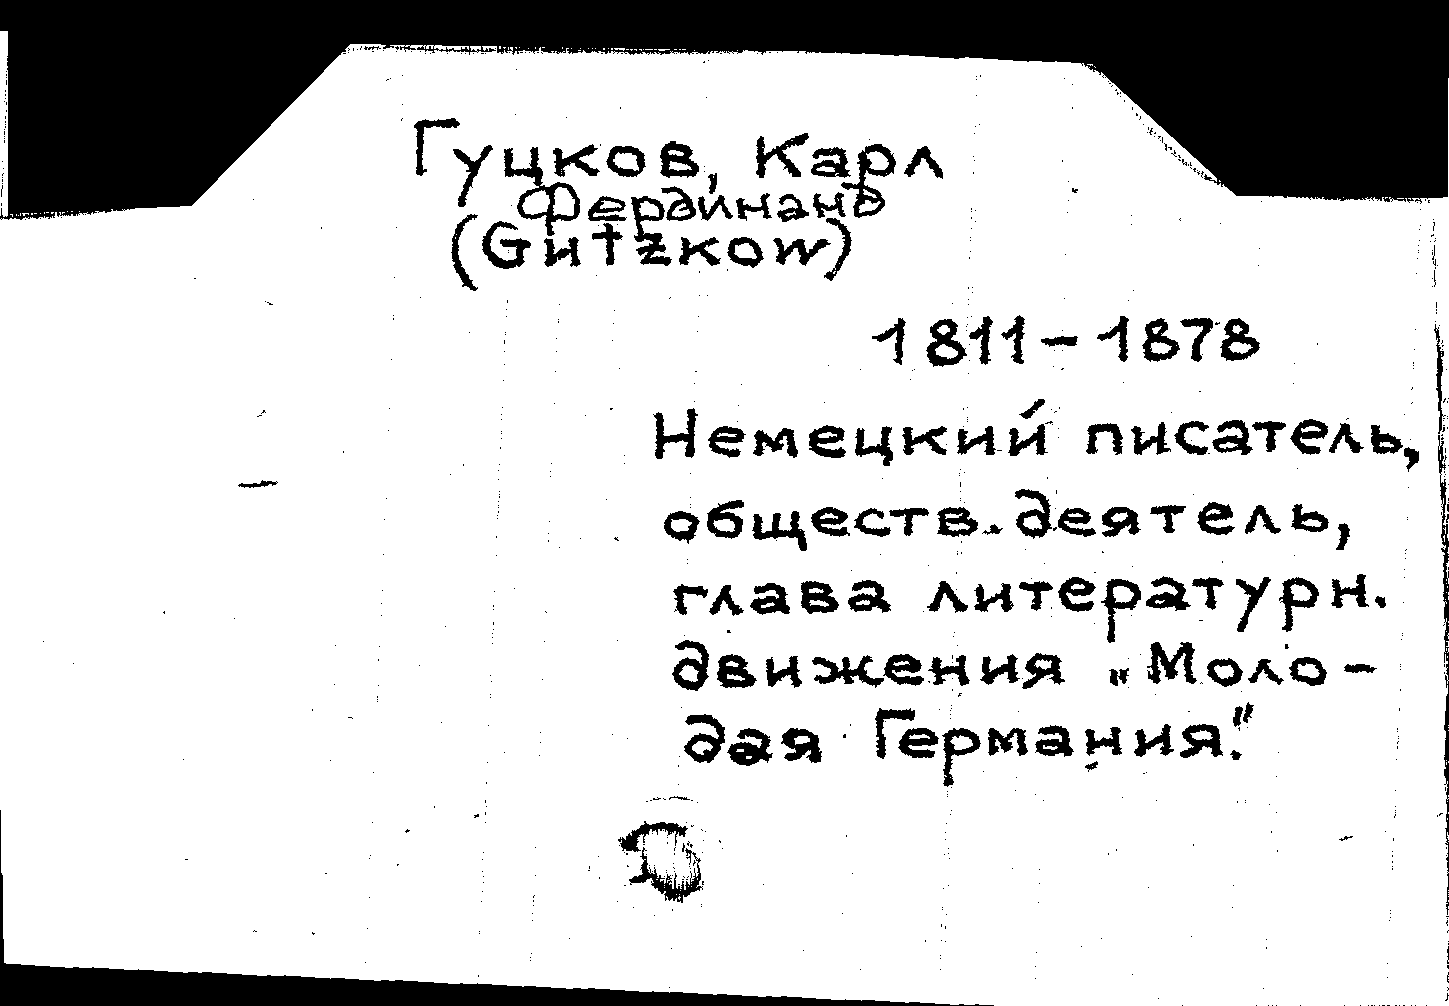 Гуцков, Карл
Фердинанд
(Gutzkow)
1811-1878
Немецкий писатель,
обществ. деятель,
глава литературн.
движения „Моло-
дая Германия."